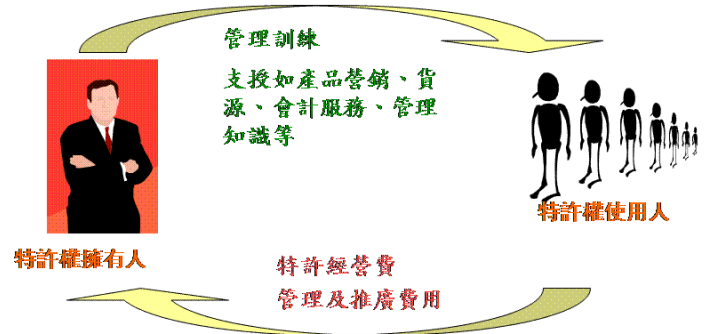 管理訓練
支授如產品營銷、貨
源、會計服務、管理
知識等
特許權使用人
特許權擁有人
特許經營費
管理及推廣費用